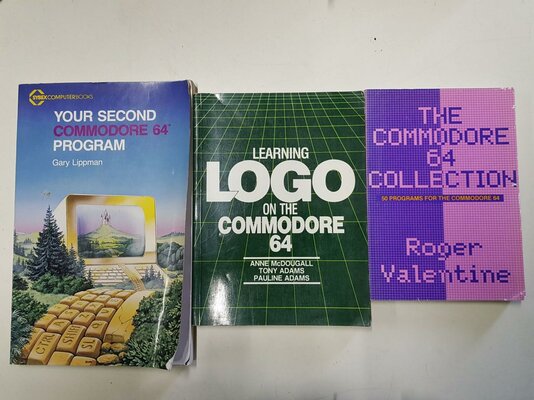 SYBEX COMPUTER BOOKS
YOUR SECOND
COMMODORE 64
PROGRAM
Gary Lippman
CTRL
LEARNING
LOGO
ON THE
COMMODORE
64
ANNE McDOUGALL
TONY ADAMS
PAULINE ADAMS
THE
COMMODORE
64
COLLECTION
50 PROGRAMS FOR THE COMMODORE 64
Roger
Valentine